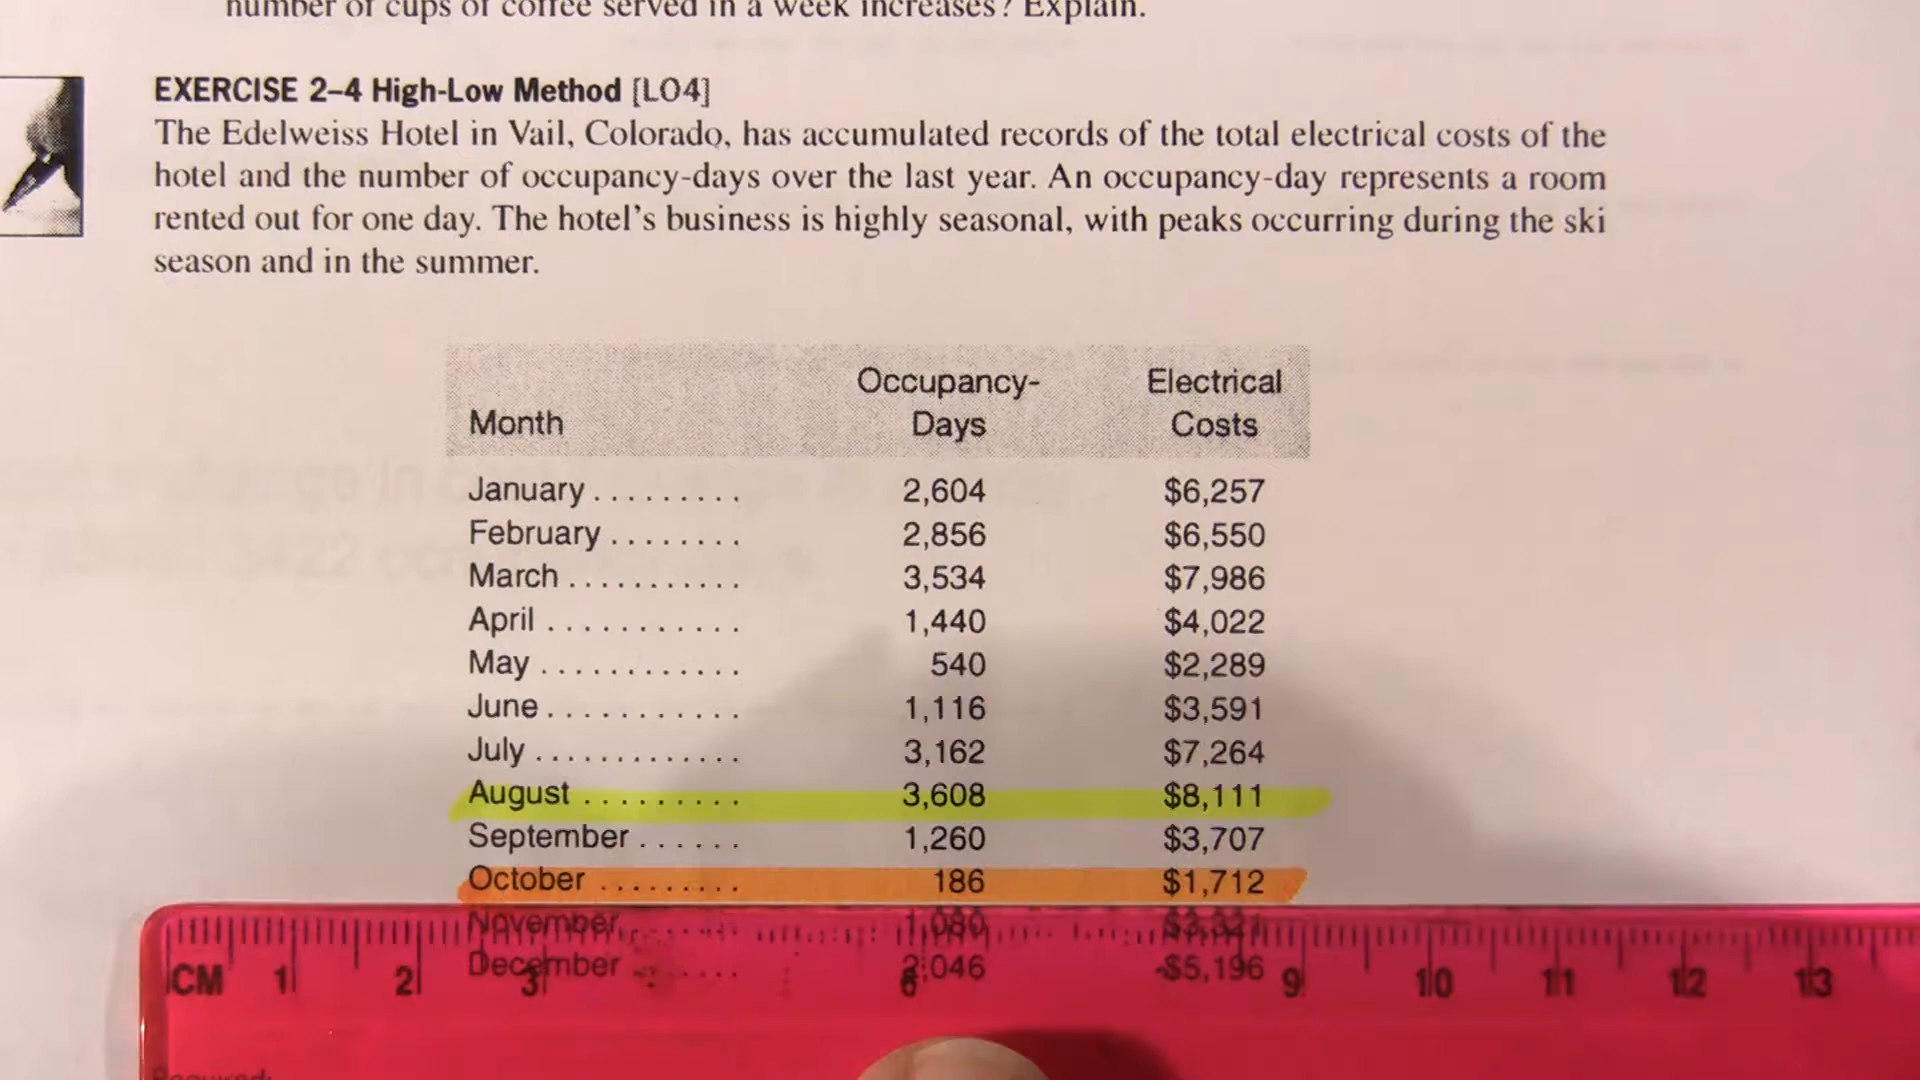 number of cups of coffee served in a week increases? Explain.
EXERCISE 2–4 High-Low Method [LO4]
The Edelweiss Hotel in Vail, Colorado, has accumulated records of the total electrical costs of the
hotel and the number of occupancy-days over the last year. An occupancy-day represents a room
rented out for one day. The hotel's business is highly seasonal, with peaks occurring during the ski
season and in the summer.
Occupancy- Electrical
Month Days Costs
January ......... 2,604 $6,257
February ........ 2,856 $6,550
March ........... 3,534 $7,986
April ........... 1,440 $4,022
May ............ 540 $2,289
June ........... 1,116 $3,591
July ............ 3,162 $7,264
August ......... 3,608 $8,111
September ...... 1,260 $3,707
October ......... 186 $1,712
November 1,080 $3,321
December .... 2,046 $5,196
CM 1 2 3 6 9 10 11 12 13
Required: